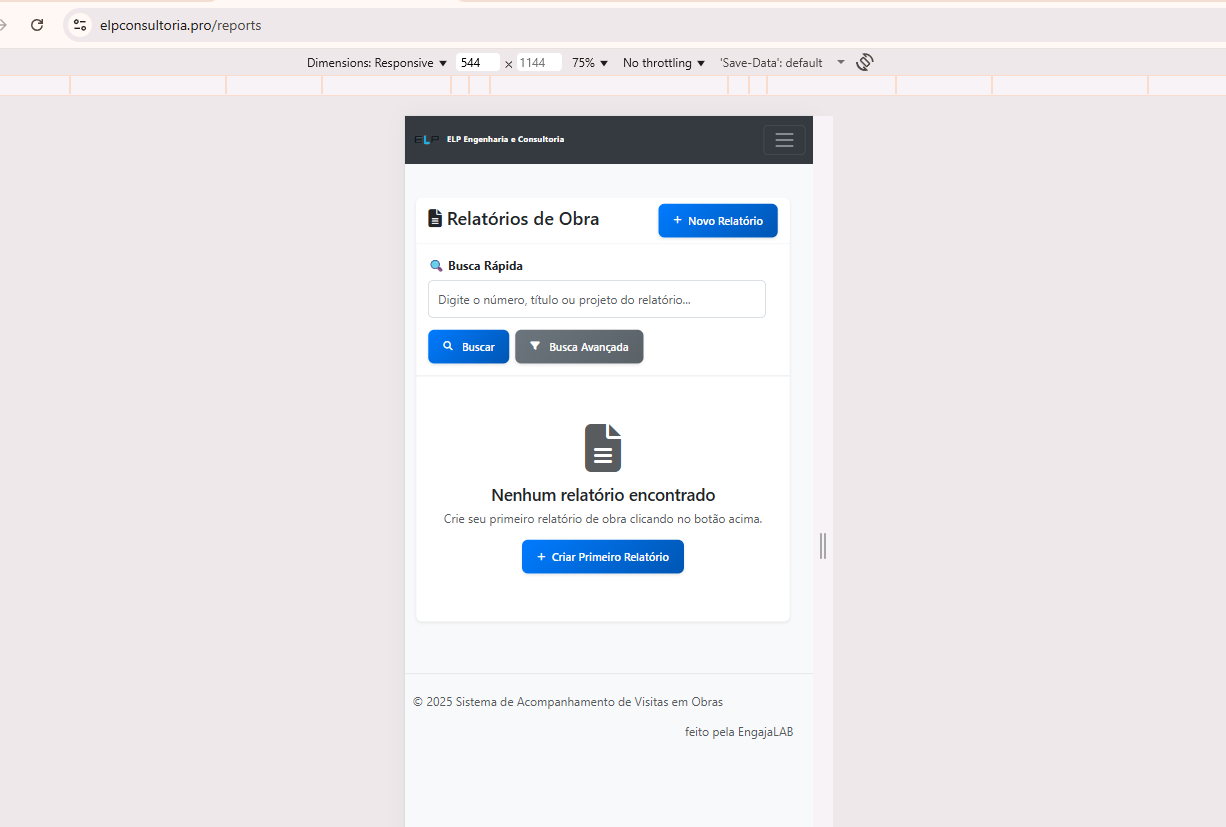 elpconsultoria.pro/reports
Dimensions: Responsive 544 × 1144 75% No throttling 'Save-Data': default
ELP ELP Engenharia e Consultoria
Relatórios de Obra + Novo Relatório
Busca Rápida
Digite o número, título ou projeto do relatório...
Buscar Busca Avançada
Nenhum relatório encontrado
Crie seu primeiro relatório de obra clicando no botão acima.
+ Criar Primeiro Relatório
© 2025 Sistema de Acompanhamento de Visitas em Obras
feito pela EngajaLAB